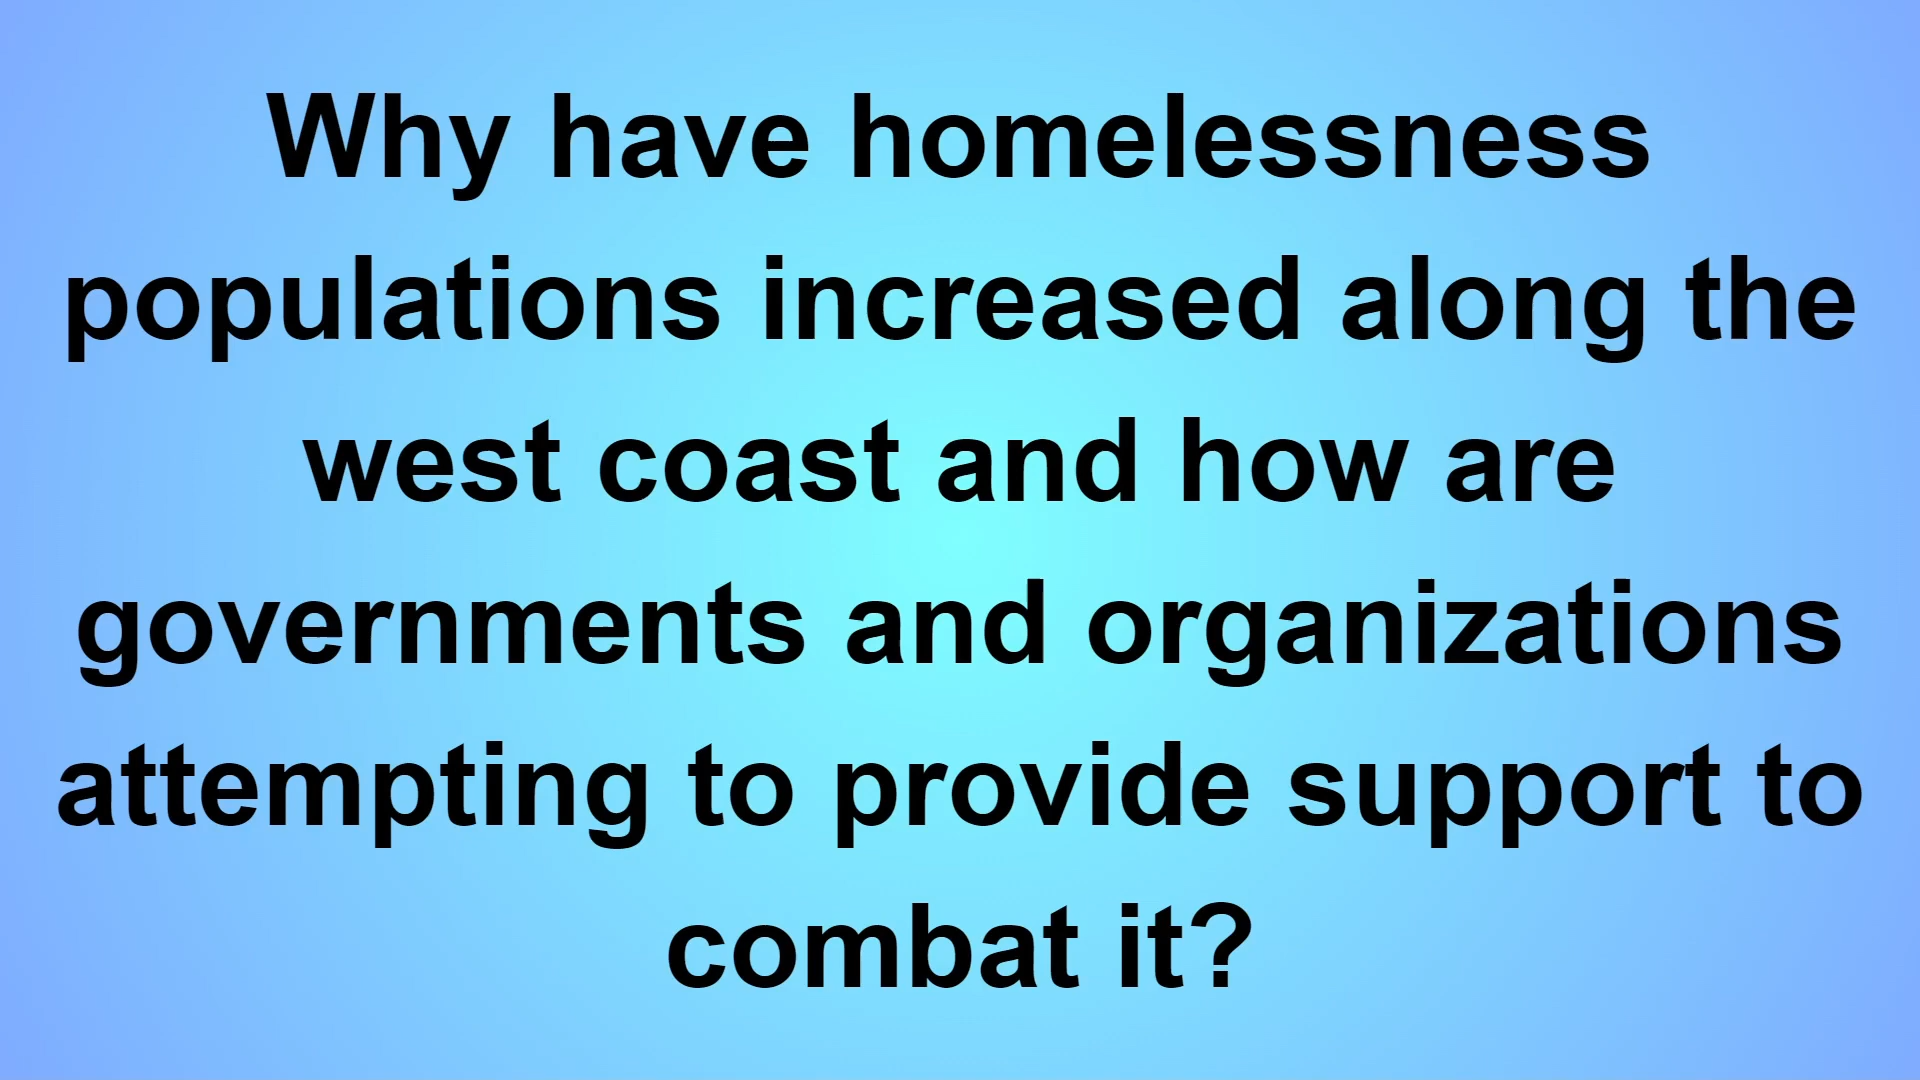 Why have homelessness
populations increased along the
west coast and how are
governments and organizations
attempting to provide support to
combat it?